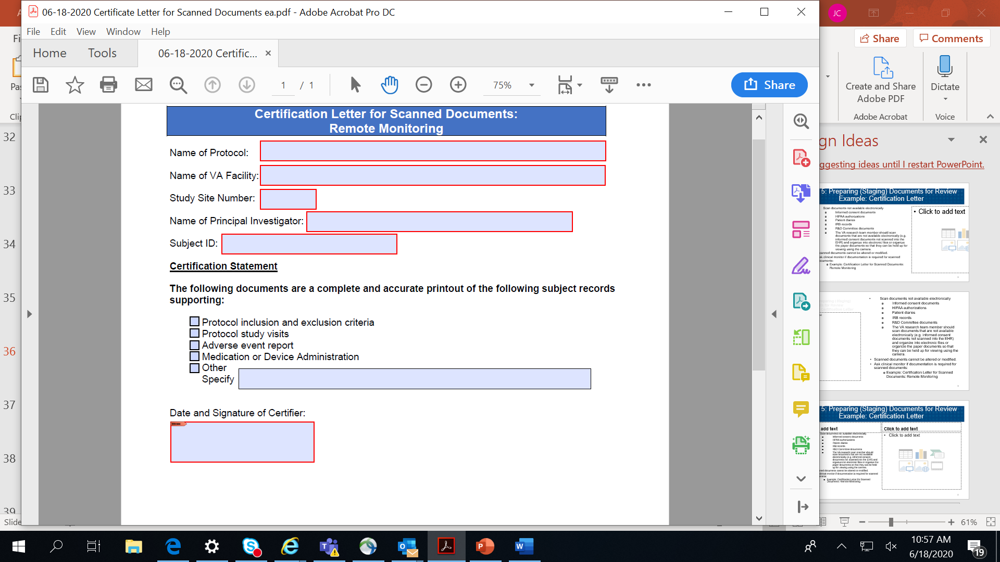 06-18-2020 Certificate Letter for Scanned Documents ea.pdf - Adobe Acrobat Pro DC
JC
File Edit View Window Help
Home Tools 06-18-2020 Certific...
Share Comments
1 / 1 75% Share
Create and Share
Adobe PDF
Dictate
Adobe Acrobat Voice
Certification Letter for Scanned Documents:
Remote Monitoring
Name of Protocol:
Name of VA Facility:
Study Site Number:
Name of Principal Investigator:
Subject ID:
Certification Statement
The following documents are a complete and accurate printout of the following subject records
supporting:
Protocol inclusion and exclusion criteria
Protocol study visits
Adverse event report
Medication or Device Administration
Other
Specify
Date and Signature of Certifier:
32
33
34
35
36
37
38
39
gn Ideas
ggesting ideas until I restart PowerPoint.
5: Preparing (Staging) Documents for Review
Example: Certification Letter
Scan documents not available electronically
Informed consent documents
HIPAA authorizations
Patient diaries
IRB records
R&D Committee documents
The VA research team member should scan
documents that are not available electronically (e.g.
informed consent documents not scanned into the
EHR) and organize into electronic files or organize
the paper documents so that they can be held up for
viewing using the camera.
canned documents cannot be altered or modified.
sk clinical monitor if documentation is required for scanned
ocuments:
Example: Certification Letter for Scanned Documents:
Remote Monitoring
• Click to add text
• Scan documents not available electronically
Informed consent documents
HIPAA authorizations
Patient diaries
IRB records
R&D Committee documents
The VA research team member should
scan documents that are not available
electronically (e.g. informed consent
documents not scanned into the EHR)
and organize into electronic files or
organize the paper documents so that
they can be held up for viewing using the
camera.
• Scanned documents cannot be altered or modified.
• Ask clinical monitor if documentation is required for
scanned documents:
Example: Certification Letter for Scanned
Documents: Remote Monitoring
5: Preparing (Staging) Documents for Review
Example: Certification Letter
add text
Click to add text
• Click to add text
Informed consent documents
HIPAA authorizations
Patient diaries
IRB records
R&D Committee documents
Slide
61%
10:57 AM
6/18/2020
19